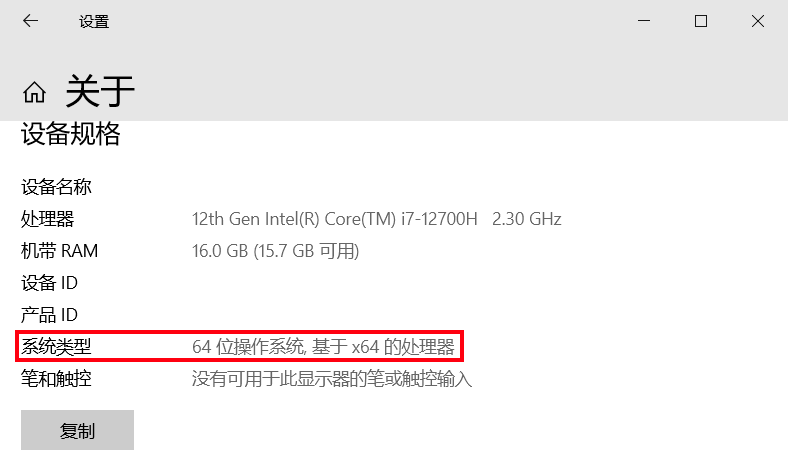 设置
关于
设备规格
设备名称
处理器 12th Gen Intel(R) Core(TM) i7-12700H 2.30 GHz
机带 RAM 16.0 GB (15.7 GB 可用)
设备 ID
产品 ID
系统类型 64 位操作系统, 基于 x64 的处理器
笔和触控 没有可用于此显示器的笔或触控输入
复制